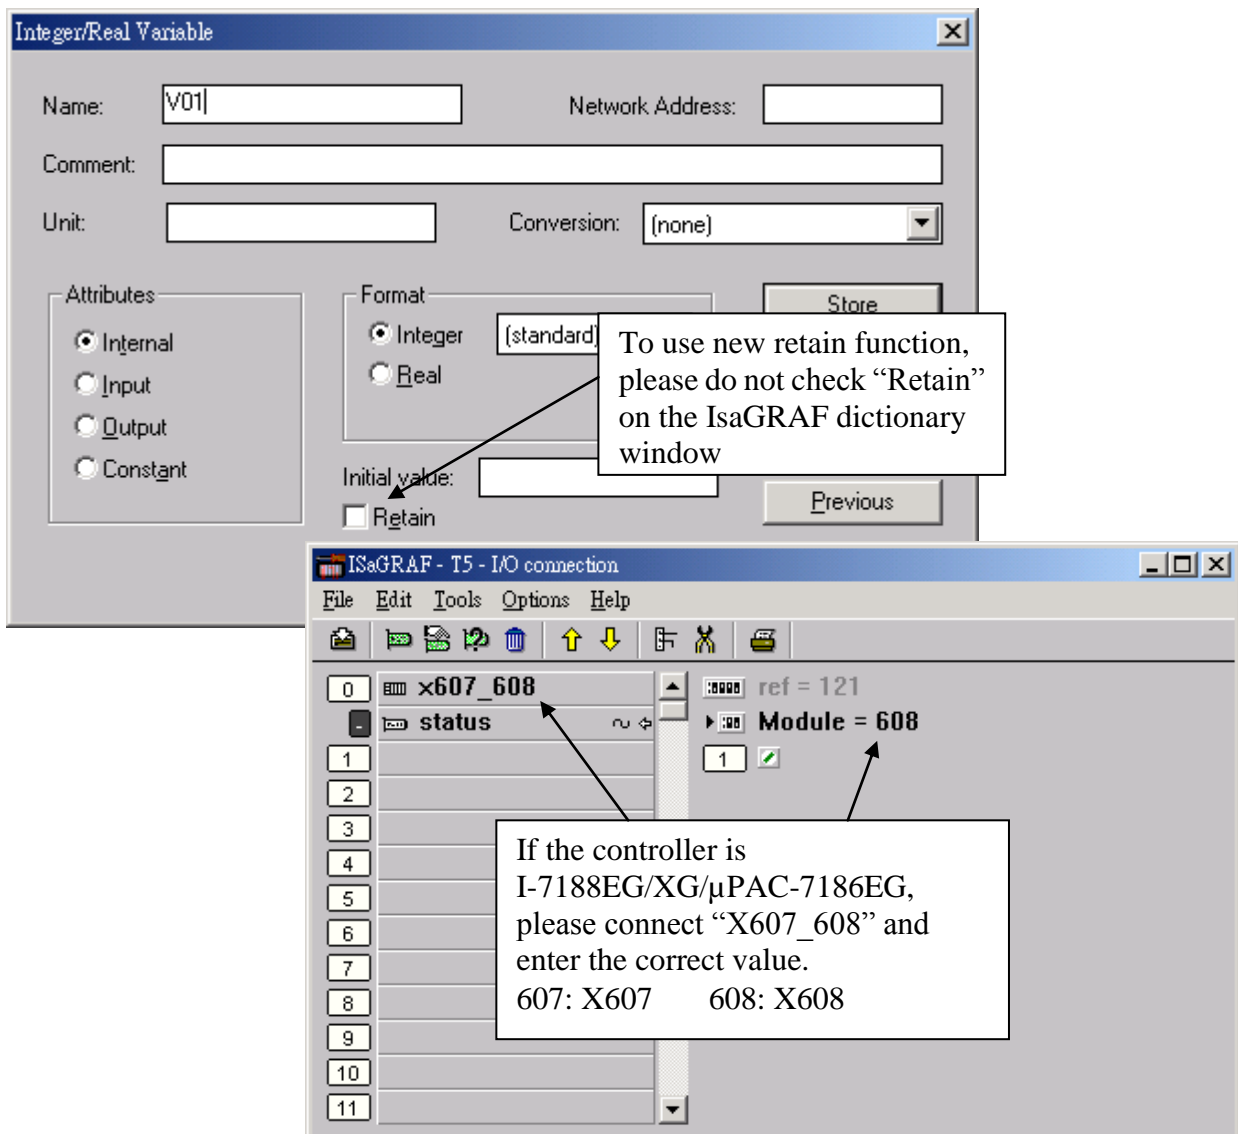 Integer/Real Variable
Name: V01 Network Address:
Comment:
Unit: Conversion: (none)
Attributes
Internal
Input
Output
Constant
Format
Integer (standard)
Real
Store
To use new retain function,
please do not check “Retain”
on the IsaGRAF dictionary
window
Initial value:
Retain
Previous
ISaGRAF - T5 - I/O connection
File Edit Tools Options Help
0 x607_608
status
1
2
3
4
5
6
7
8
9
10
11
ref = 121
Module = 608
1
If the controller is
I-7188EG/XG/µPAC-7186EG,
please connect “X607_608” and
enter the correct value.
607: X607 608: X608